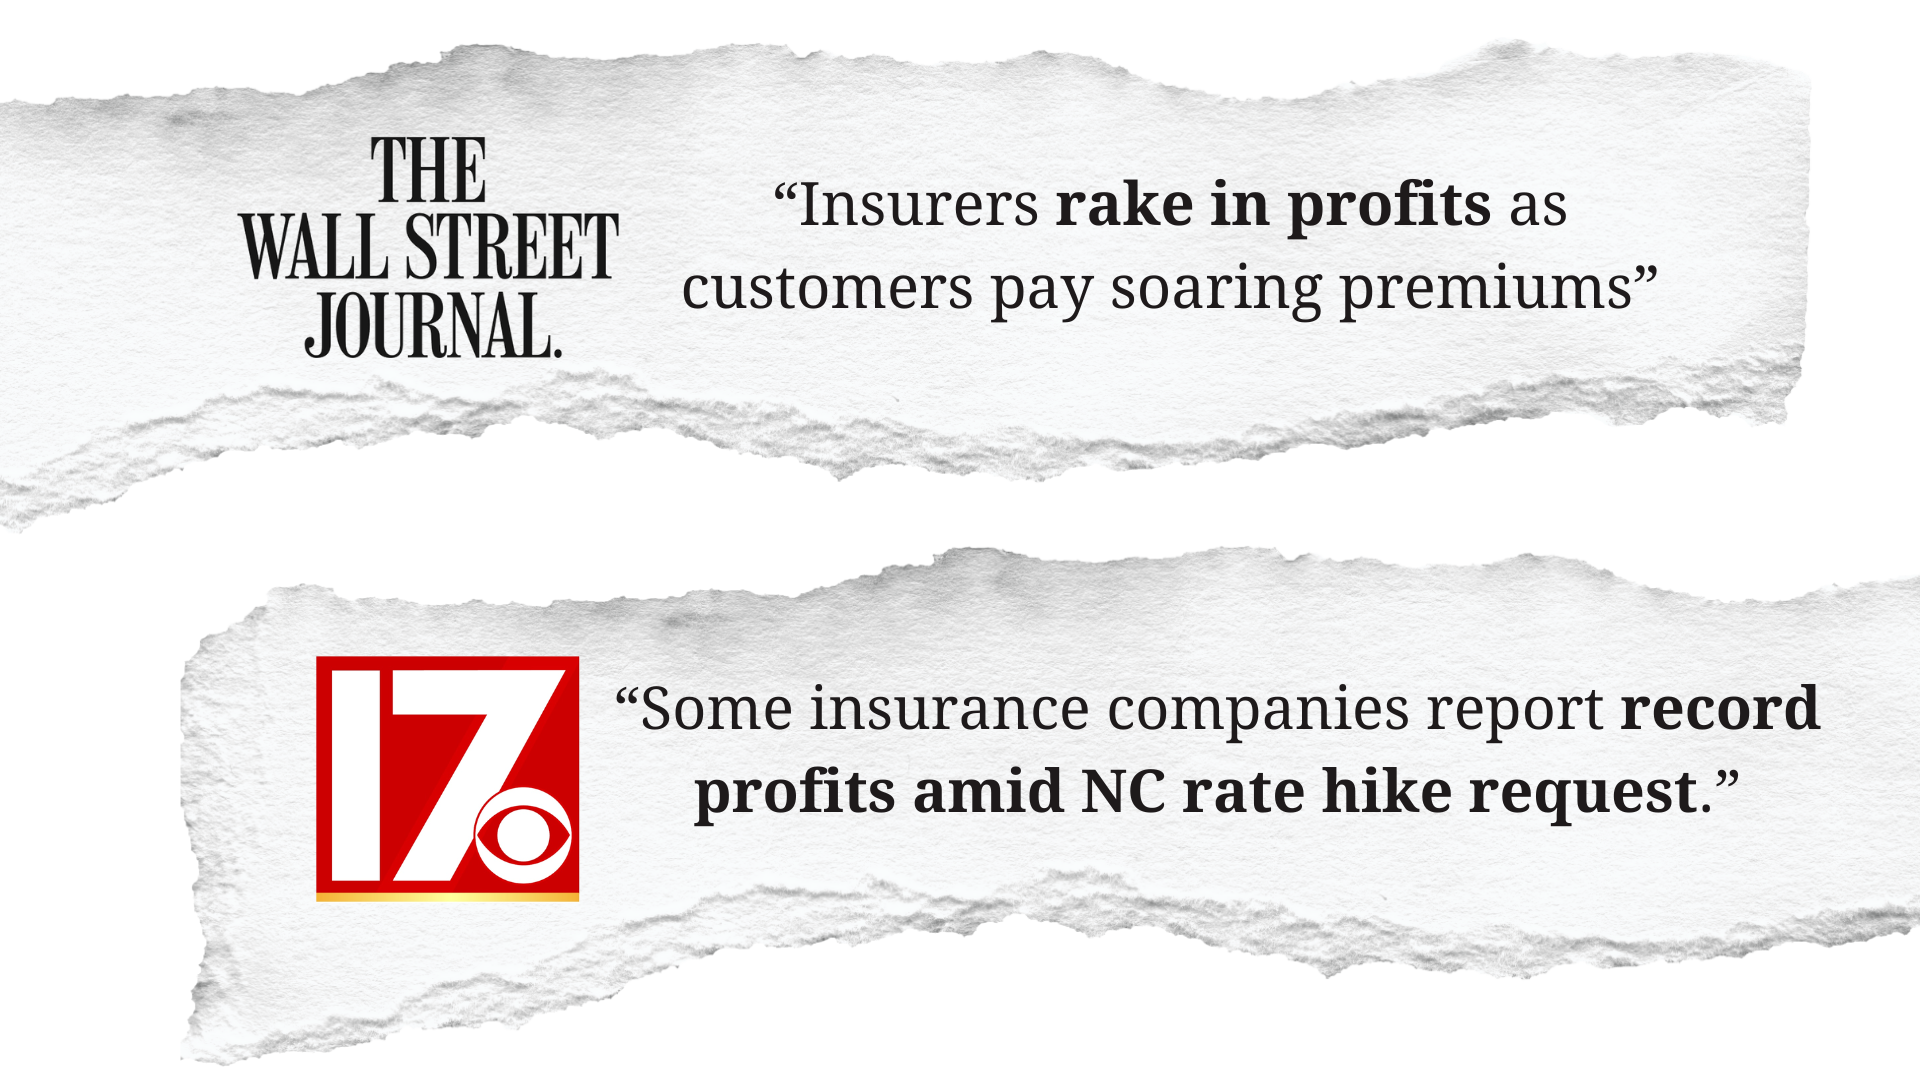 THE
WALL STREET
JOURNAL.
“Insurers rake in profits as
customers pay soaring premiums”
17
“Some insurance companies report record
profits amid NC rate hike request.”